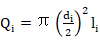 Qᵢ = π (dᵢ/2)² lᵢ